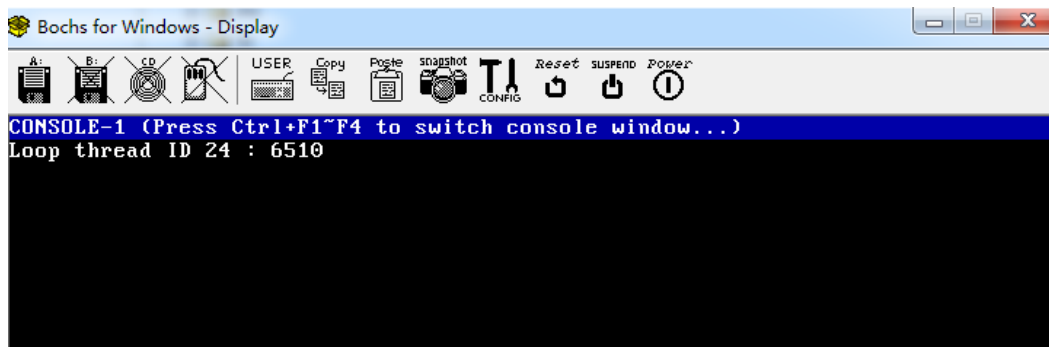 Bochs for Windows - Display
A: B: CD USER Copy Paste snapshot CONFIG Reset SUSPEND Power
CONSOLE-1 (Press Ctrl+F1~F4 to switch console window...)
Loop thread ID 24 : 6510